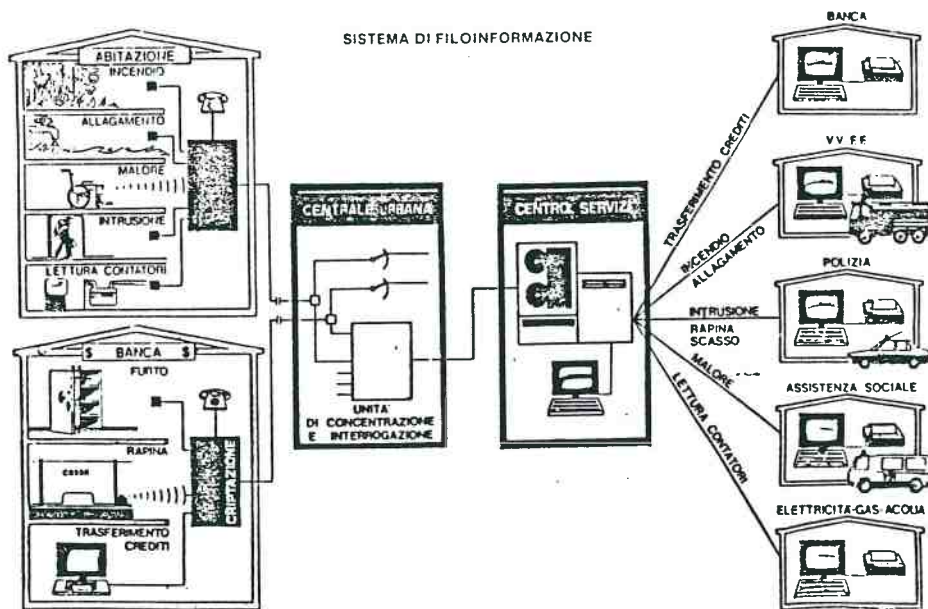 SISTEMA DI FILOINFORMAZIONE
ABITAZIONE
INCENDIO
ALLAGAMENTO
MALORE
INTRUSIONE
LETTURA CONTATORI
$ BANCA $
FURTO
RAPINA
CASSA
TRASFERIMENTO
CREDITI
CRIPTAZIONE
CENTRALE URBANA
UNITA'
DI CONCENTRAZIONE
E INTERROGAZIONE
CENTRO SERVIZI
TRASFERIMENTO CREDITI
INCENDIO
ALLAGAMENTO
INTRUSIONE
RAPINA
SCASSO
MALORE
LETTURA CONTATORI
BANCA
VV.F.F.
POLIZIA
ASSISTENZA SOCIALE
ELETTRICITÀ-GAS-ACQUA